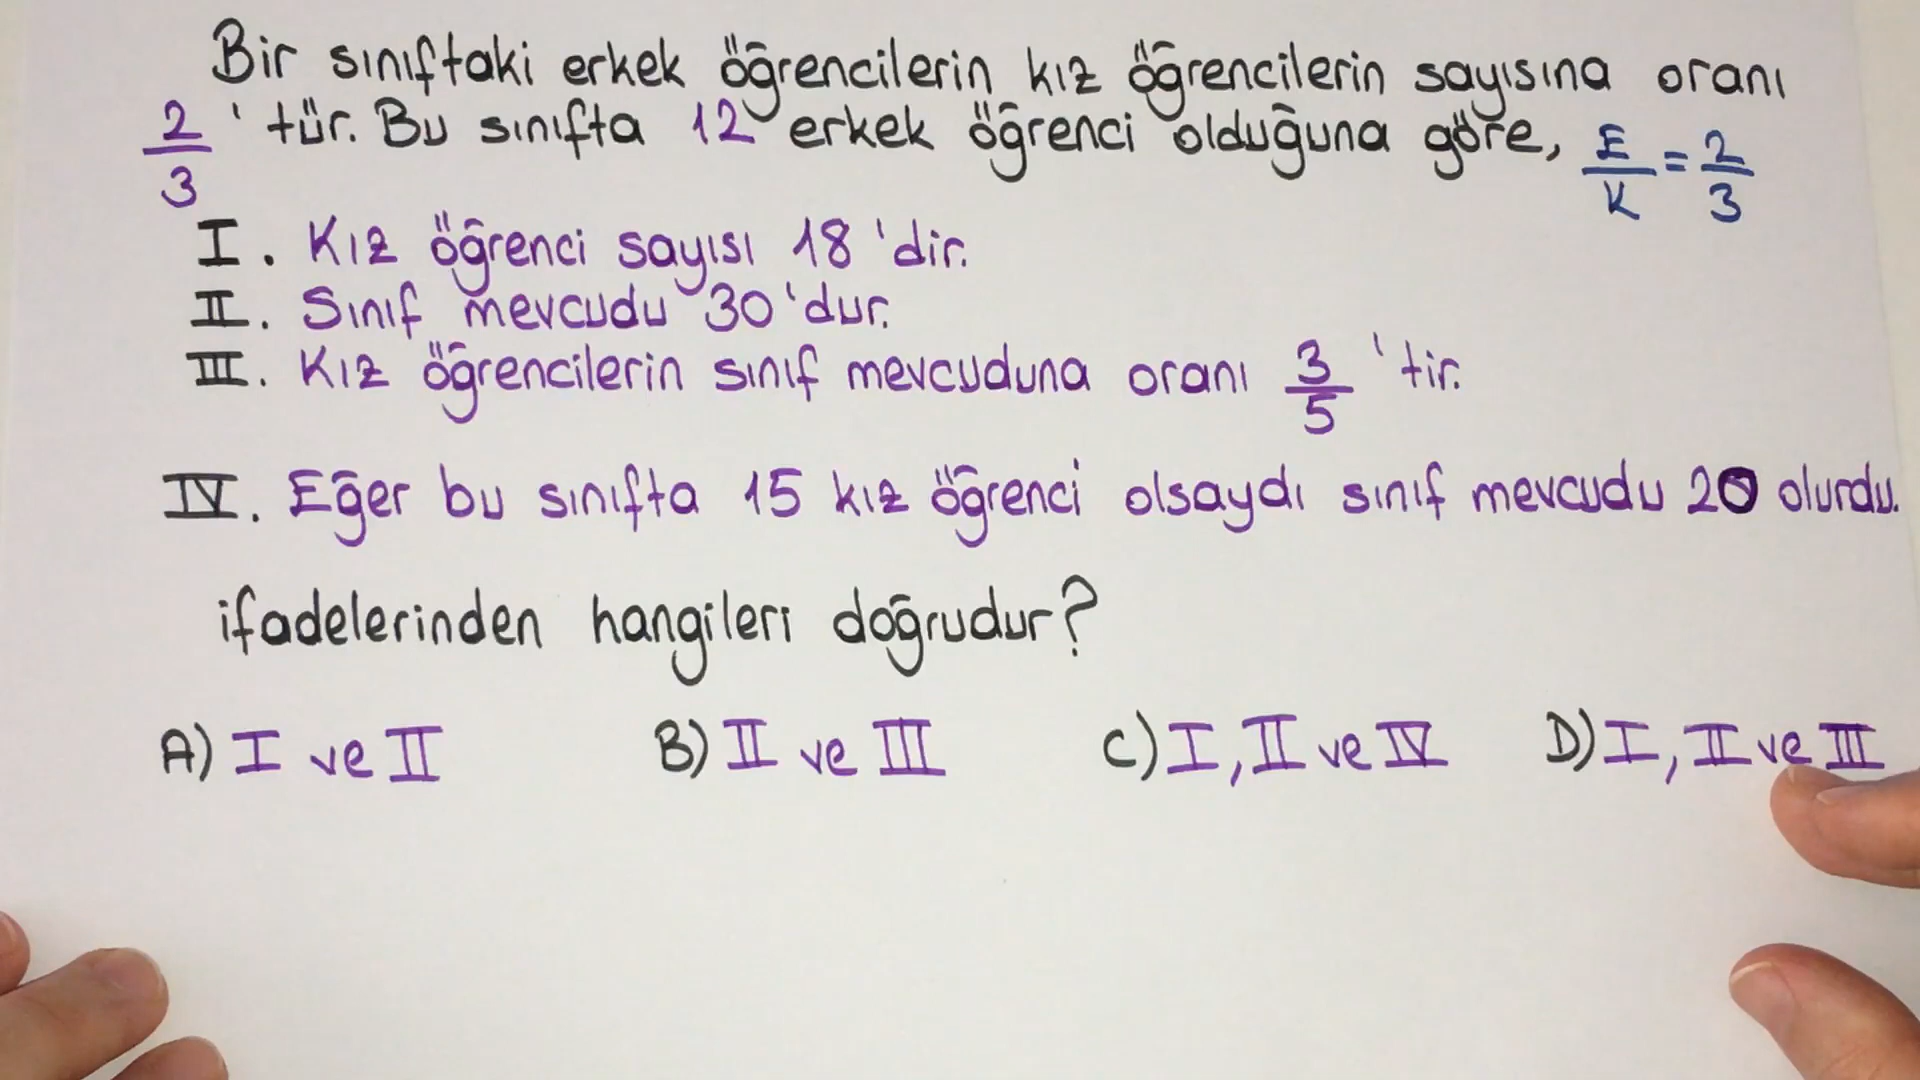 Bir sınıftaki erkek öğrencilerin kız öğrencilerin sayısına oranı
2/3 'tür. Bu sınıfta 12 erkek öğrenci olduğuna göre, E/K = 2/3
I. Kız öğrenci sayısı 18 'dir.
II. Sınıf mevcudu 30 'dur.
III. Kız öğrencilerin sınıf mevcuduna oranı 3/5 'tir.
IV. Eğer bu sınıfta 15 kız öğrenci olsaydı sınıf mevcudu 20 olurdu.
ifadelerinden hangileri doğrudur?
A) I ve II B) II ve III C) I, II ve IV D) I, II ve III